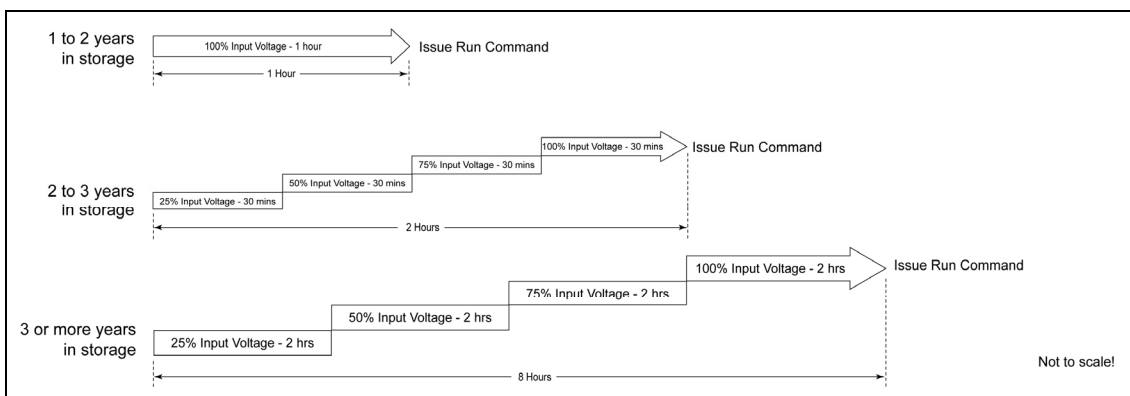 1 to 2 years
in storage
100% Input Voltage - 1 hour
Issue Run Command
1 Hour
2 to 3 years
in storage
25% Input Voltage - 30 mins
50% Input Voltage - 30 mins
75% Input Voltage - 30 mins
100% Input Voltage - 30 mins
Issue Run Command
2 Hours
3 or more years
in storage
25% Input Voltage - 2 hrs
50% Input Voltage - 2 hrs
75% Input Voltage - 2 hrs
100% Input Voltage - 2 hrs
Issue Run Command
8 Hours
Not to scale!